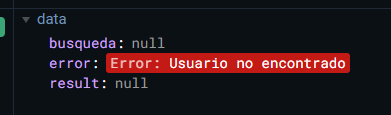 data
busqueda: null
error: Error: Usuario no encontrado
result: null